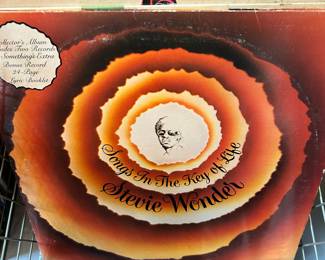 Collector's Album
Includes Two Records
Something's Extra
Bonus Record
24-Page
Lyric Booklet
Songs In The Key of Life
Stevie Wonder